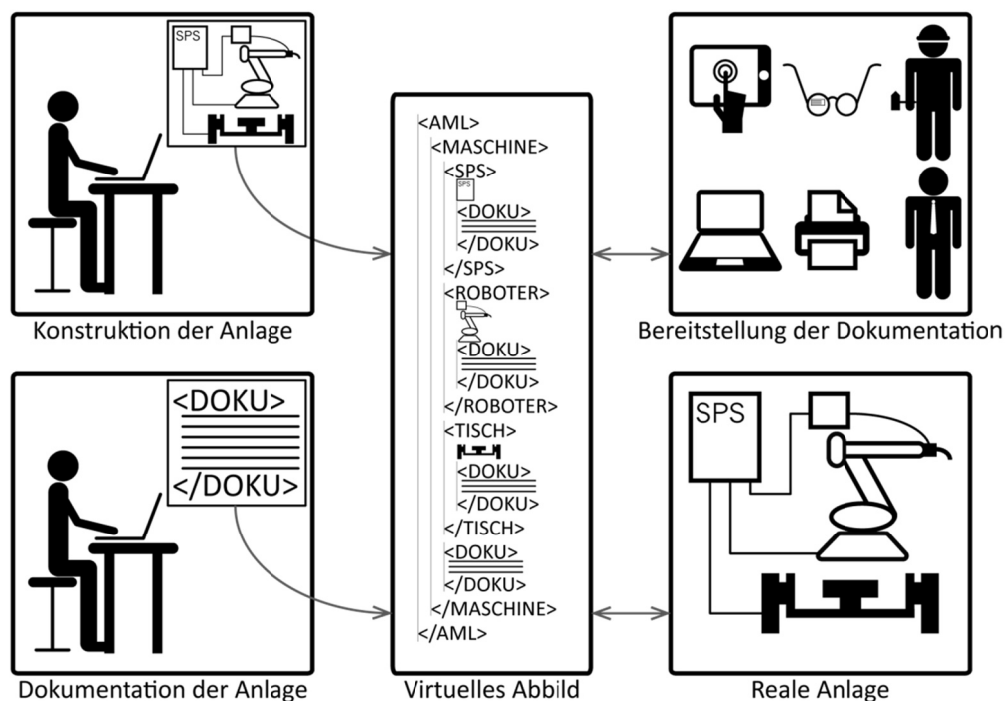 SPS
Konstruktion der Anlage
<DOKU>
</DOKU>
Dokumentation der Anlage
<AML>
<MASCHINE>
<SPS>
SPS
<DOKU>
</DOKU>
</SPS>
<ROBOTER>
<DOKU>
</DOKU>
</ROBOTER>
<TISCH>
<DOKU>
</DOKU>
</TISCH>
<DOKU>
</DOKU>
</MASCHINE>
</AML>
Virtuelles Abbild
Bereitstellung der Dokumentation
SPS
Reale Anlage